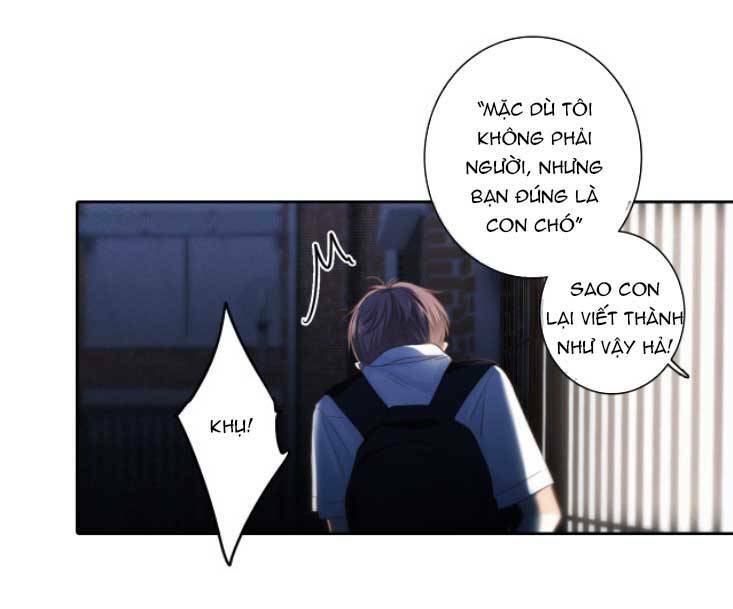 "MẶC DÙ TÔI
KHÔNG PHẢI
NGƯỜI, NHƯNG
BẠN ĐÚNG LÀ
CON CHÓ"
SAO CON
LẠI VIẾT THÀNH
NHƯ VẬY HẢ!
KHỤ!